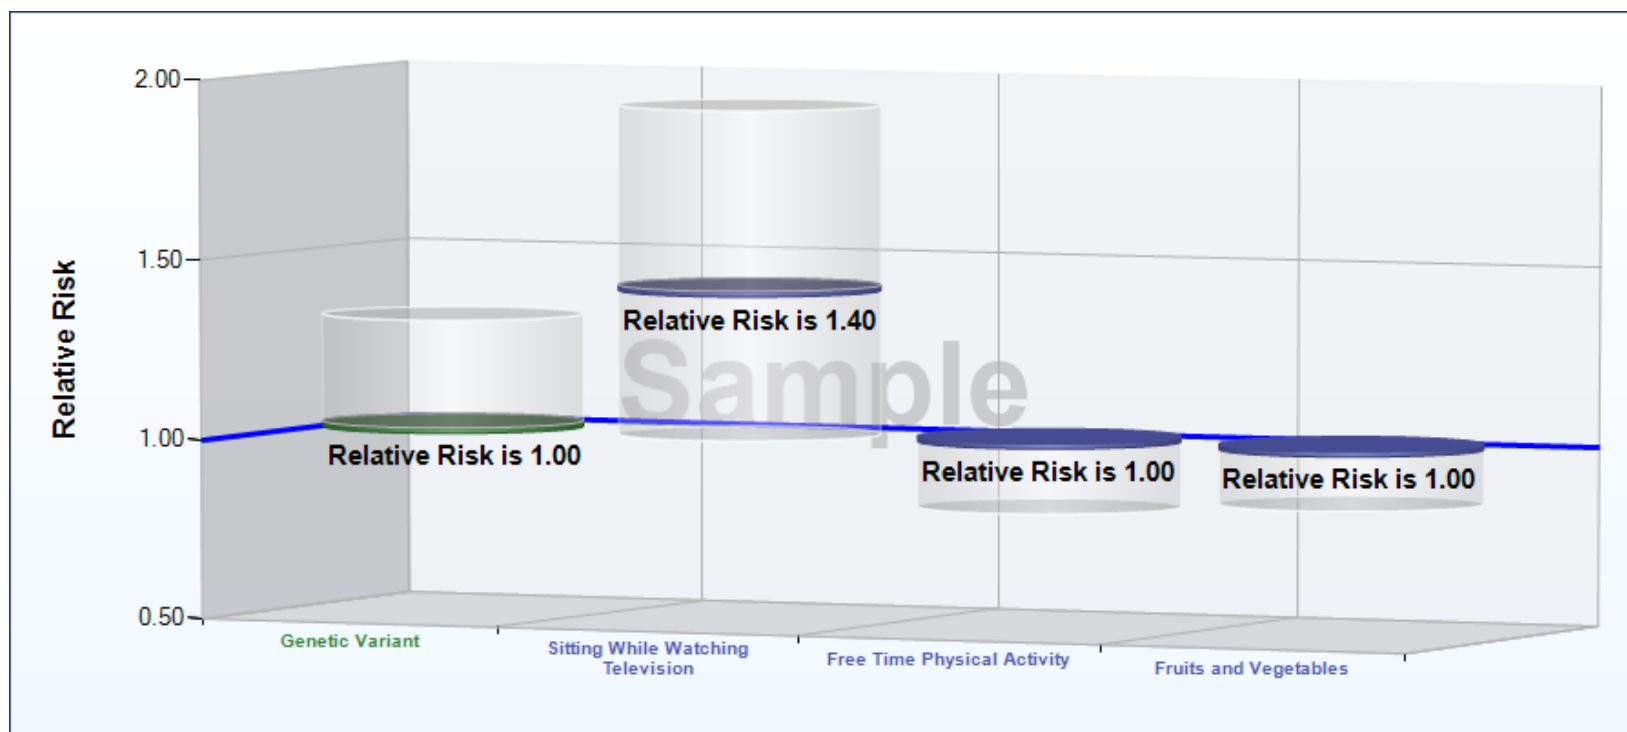 2.00
1.50
1.00
0.50
Relative Risk
Relative Risk is 1.00
Relative Risk is 1.40
Relative Risk is 1.00
Relative Risk is 1.00
Sample
Genetic Variant
Sitting While Watching
Television
Free Time Physical Activity
Fruits and Vegetables